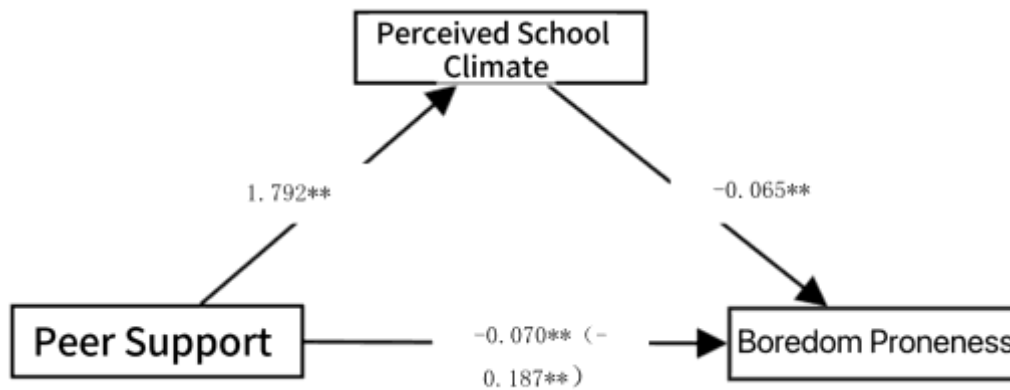 Perceived School
Climate
1.792**
-0.065**
Peer Support
-0.070** (-
0.187**)
Boredom Proneness